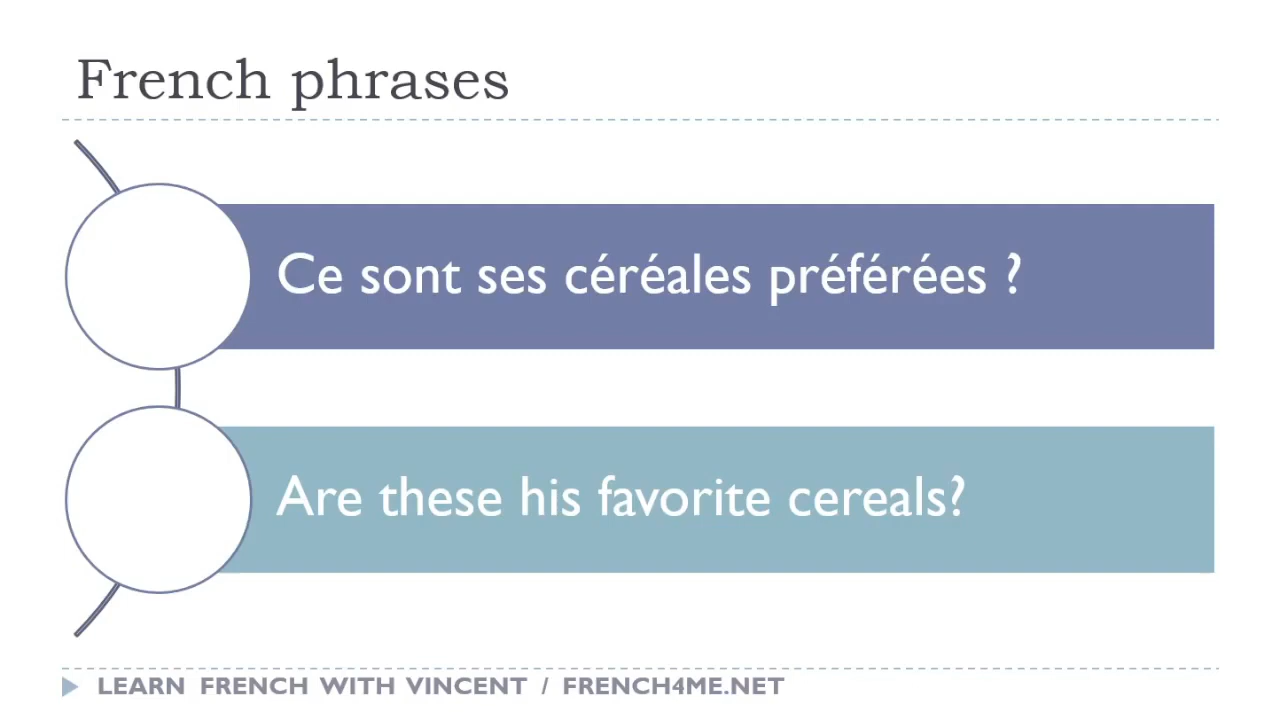 French phrases
Ce sont ses céréales préférées ?
Are these his favorite cereals?
LEARN FRENCH WITH VINCENT / FRENCH4ME.NET